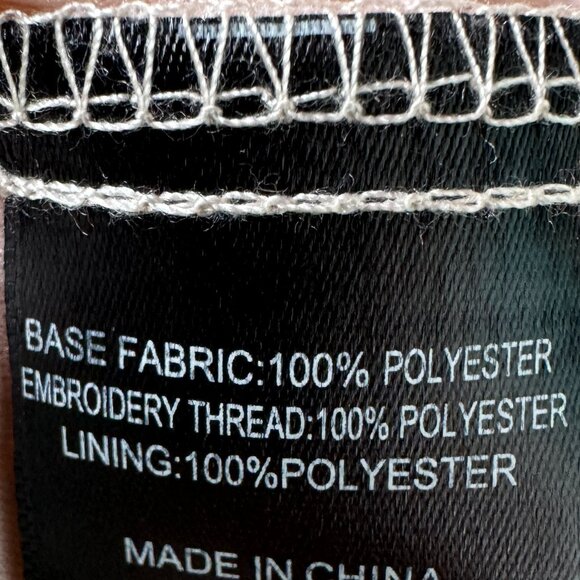 BASE FABRIC:100% POLYESTER
EMBROIDERY THREAD:100% POLYESTER
LINING:100%POLYESTER
MADE IN CHINA